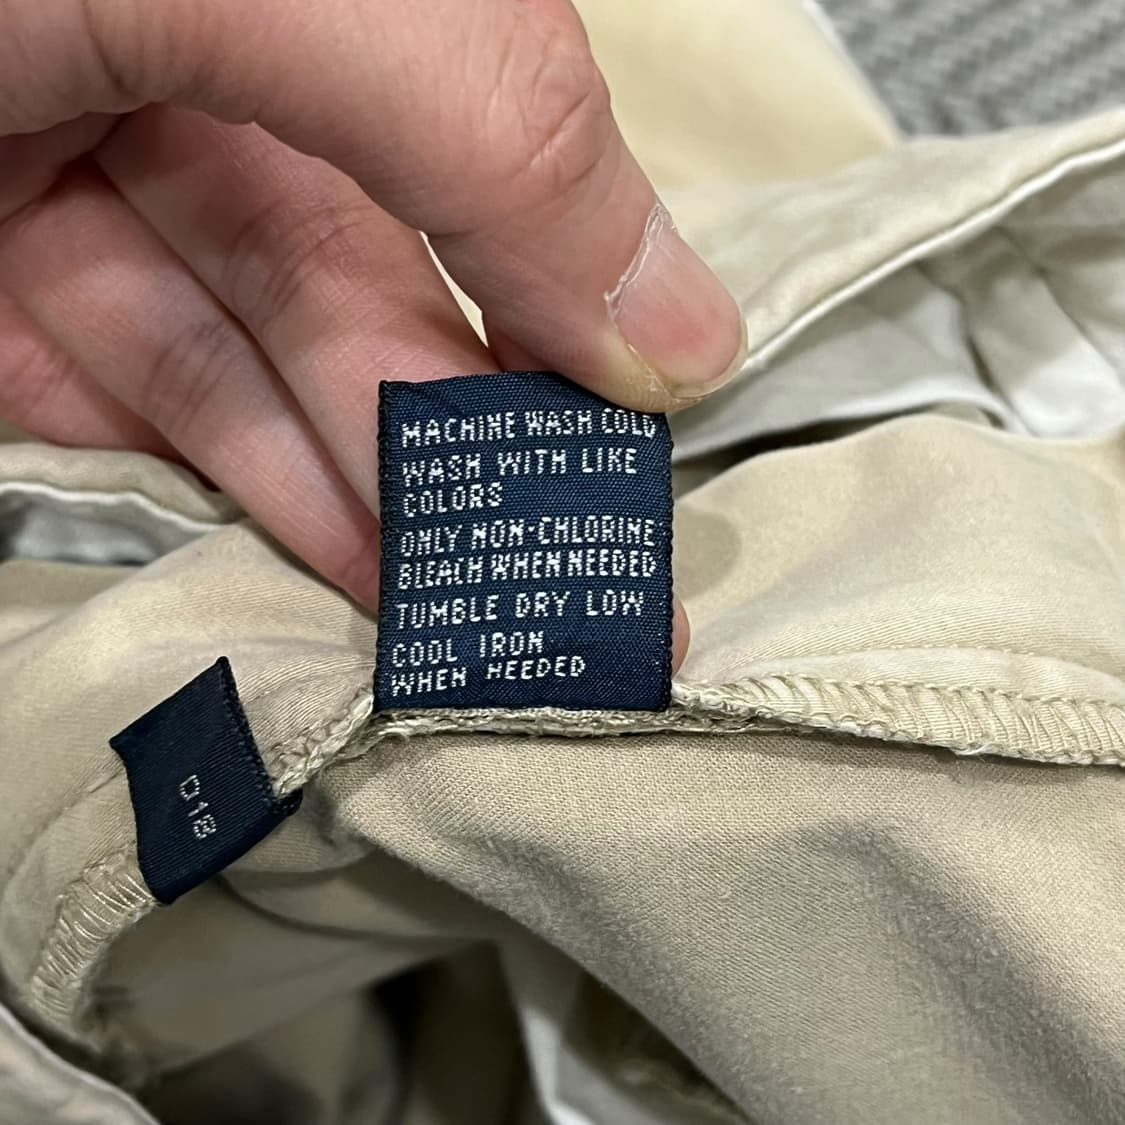 MACHINE WASH COLD
WASH WITH LIKE
COLORS
ONLY NON-CHLORINE
BLEACH WHEN NEEDED
TUMBLE DRY LOW
COOL IRON
WHEN NEEDED
018